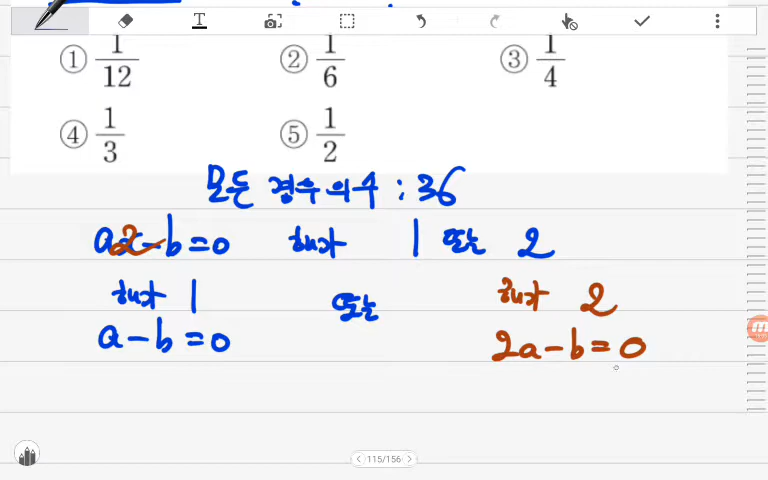 ① 1/12 ② 1/6 ③ 1/4
④ 1/3 ⑤ 1/2
모든 경우의 수 : 36
ax-b=0 해가 1 또는 2
해가 1 또는 해가 2
a-b=0 2a-b=0
115/156